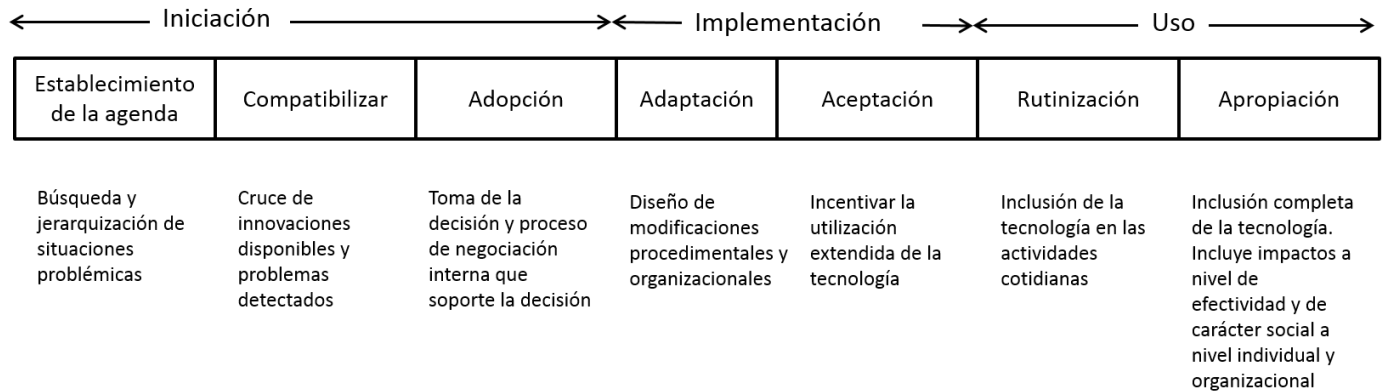 Iniciación
Implementación
Uso
Establecimiento
de la agenda
Compatibilizar
Adopción
Adaptación
Aceptación
Rutinización
Apropiación
Búsqueda y
jerarquización de
situaciones
problémicas
Cruce de
innovaciones
disponibles y
problemas
detectados
Toma de la
decisión y proceso
de negociación
interna que
soporte la decisión
Diseño de
modificaciones
procedimentales y
organizacionales
Incentivar la
utilización
extendida de la
tecnología
Inclusión de la
tecnología en las
actividades
cotidianas
Inclusión completa
de la tecnología.
Incluye impactos a
nivel de
efectividad y de
carácter social a
nivel individual y
organizacional